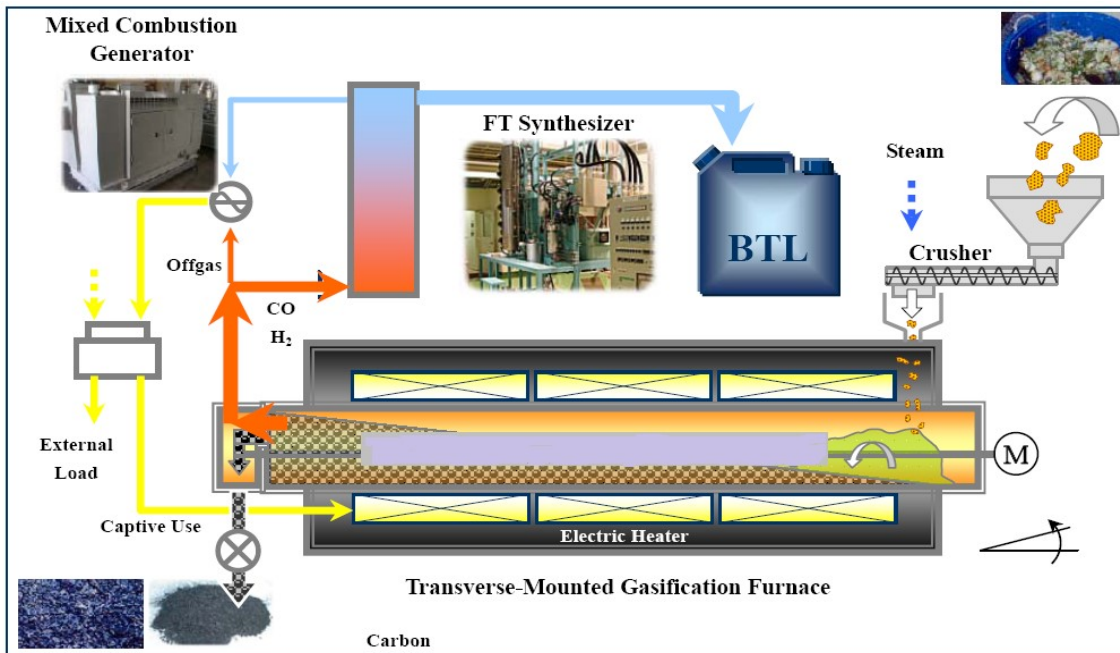 Mixed Combustion
Generator
FT Synthesizer
Steam
BTL
Crusher
Offgas
CO
H₂
External
Load
M
Captive Use
Electric Heater
Transverse-Mounted Gasification Furnace
Carbon